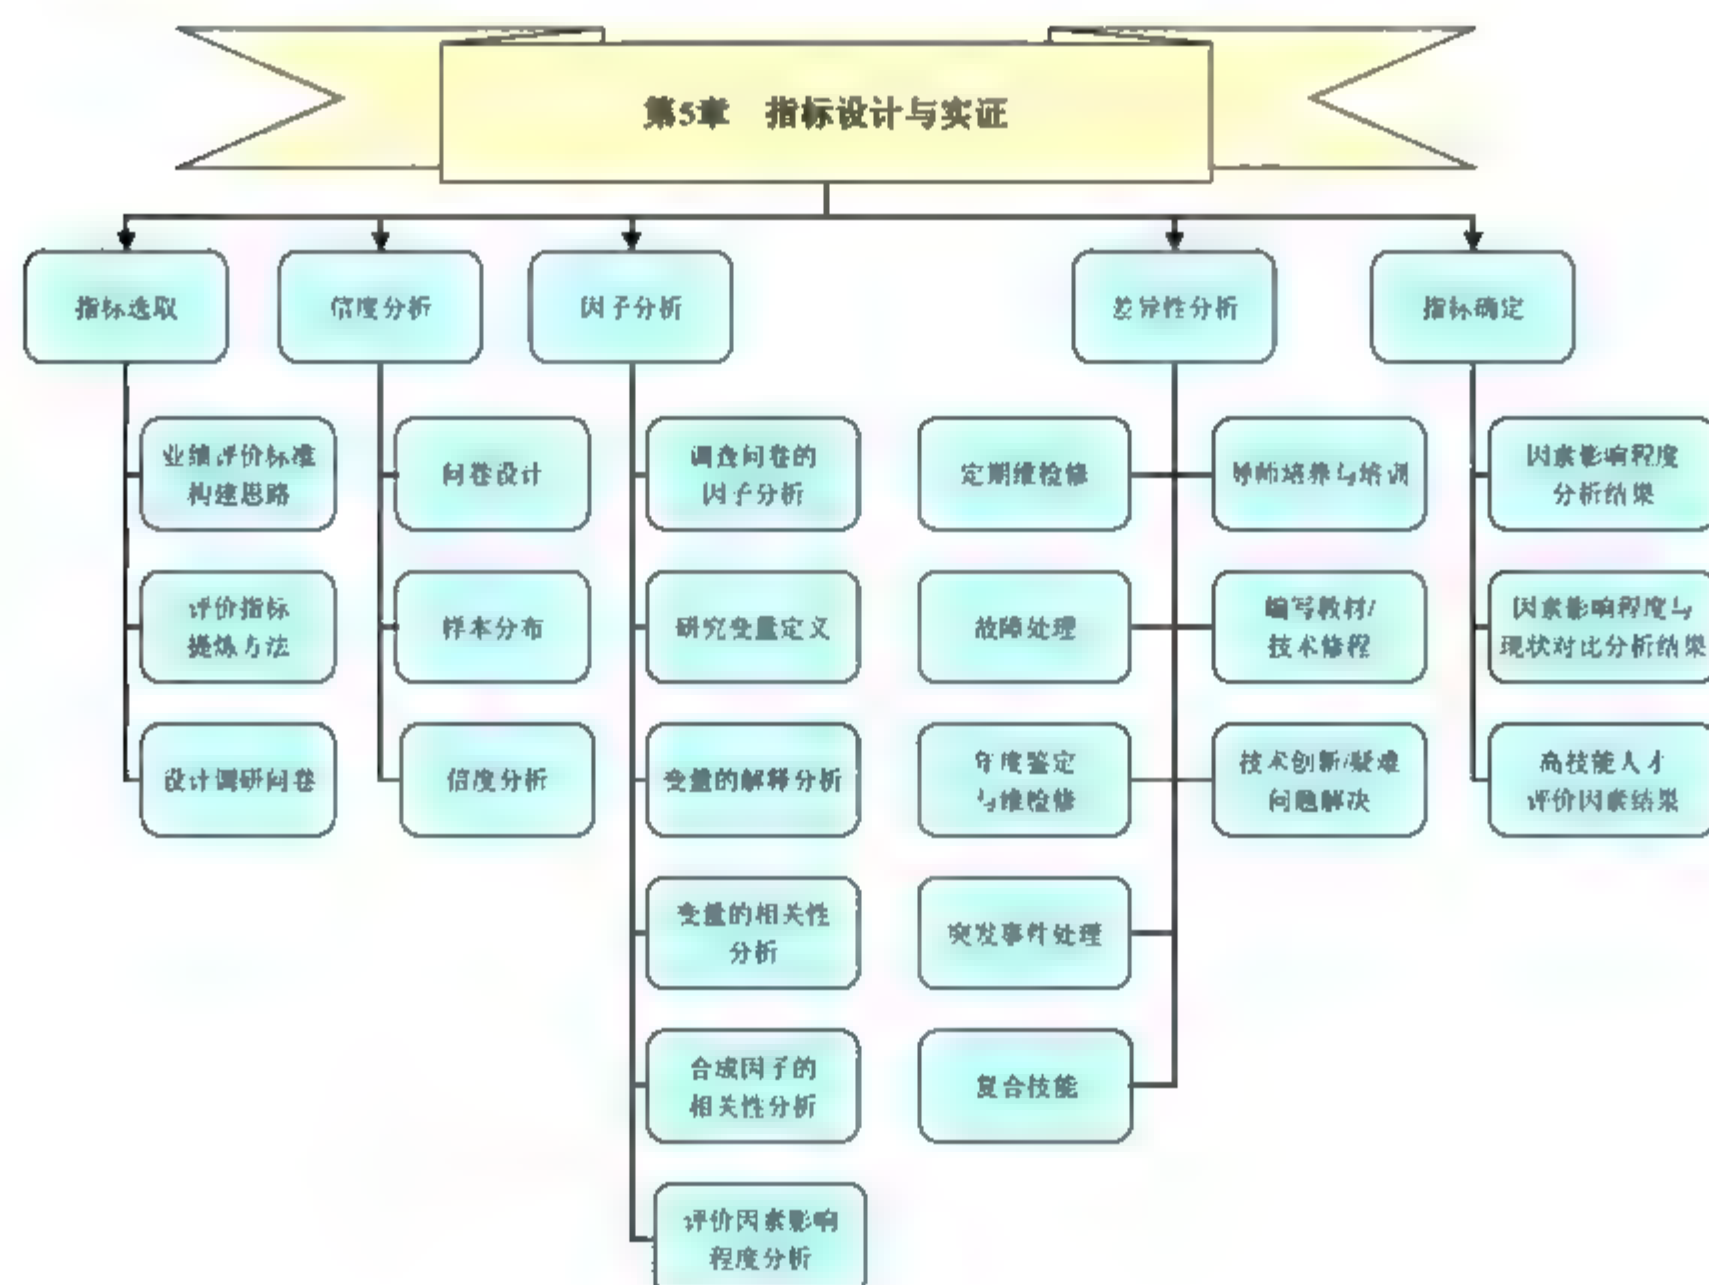 第5章 指标设计与实证
指标选取
信度分析
因子分析
差异性分析
指标确定
业绩评价标准
构建思路
评价指标
提炼方法
设计调研问卷
问卷设计
样本分布
信度分析
调查问卷的
因子分析
研究变量定义
变量的解释分析
变量的相关性
分析
合成因子的
相关性分析
评价因素影响
程度分析
定期维检修
故障处理
年度鉴定
与维检修
突发事件处理
复合技能
导师培养与培训
编写教材/
技术修程
技术创新/疑难
问题解决
因素影响程度
分析结果
因素影响程度与
现状对比分析结果
高技能人才
评价因素结果